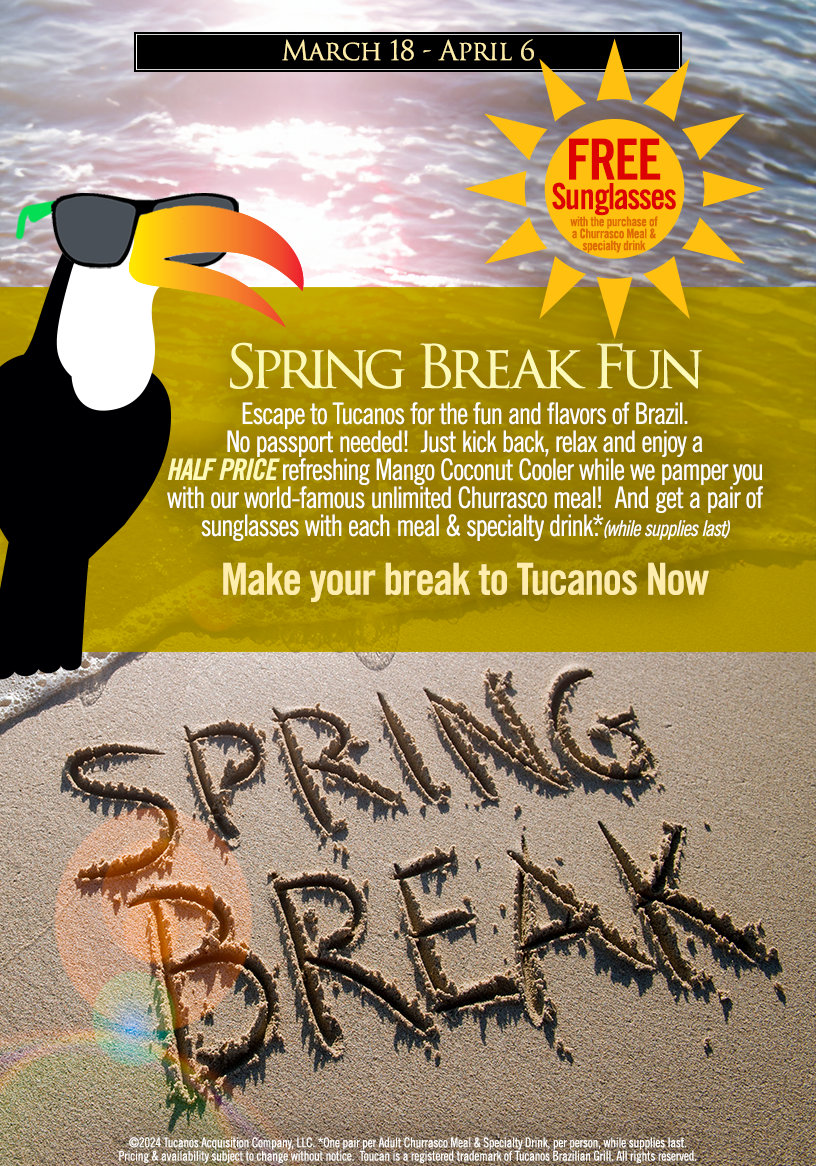 MARCH 18 - APRIL 6
FREE
Sunglasses
with the purchase of
a Churrasco Meal &
specialty drink
SPRING BREAK FUN
Escape to Tucanos for the fun and flavors of Brazil.
No passport needed! Just kick back, relax and enjoy a
HALF PRICE refreshing Mango Coconut Cooler while we pamper you
with our world-famous unlimited Churrasco meal! And get a pair of
sunglasses with each meal & specialty drink.* (while supplies last)
Make your break to Tucanos Now
SPRING
BREAK
©2024 Tucanos Acquisition Company, LLC. *One pair per Adult Churrasco Meal & Specialty Drink, per person, while supplies last.
Pricing & availability subject to change without notice. Toucan is a registered trademark of Tucanos Brazilian Grill. All rights reserved.